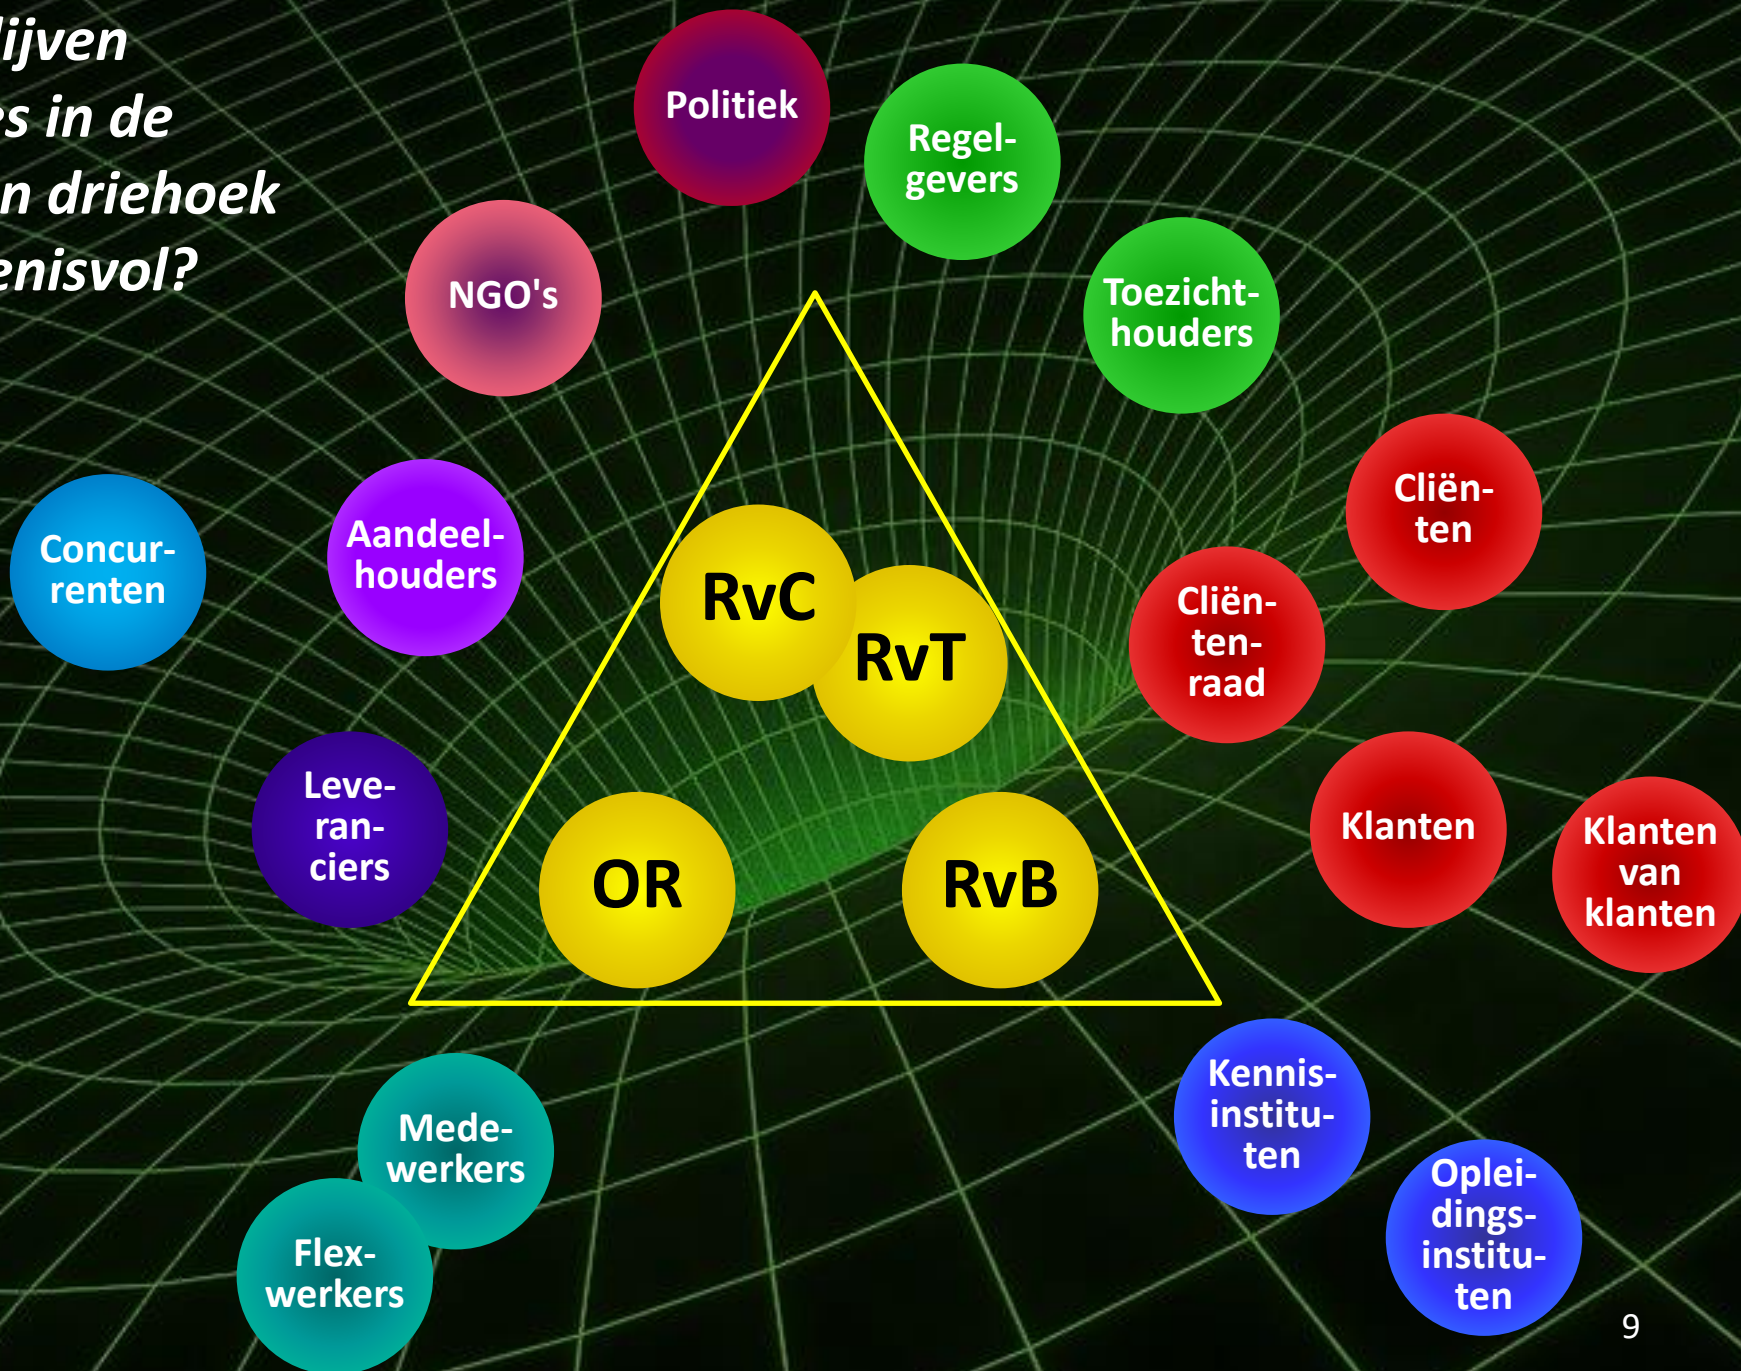 lijven
es in de
n driehoek
enisvol?
Politiek
Regel-
gevers
NGO's
Toezicht-
houders
Cliën-
ten
Concur-
renten
Aandeel-
houders
RvC
RvT
Cliën-
ten-
raad
Leve-
ran-
ciers
OR
RvB
Klanten
Klanten
van
klanten
Mede-
werkers
Flex-
werkers
Kennis-
institu-
ten
Oplei-
dings-
institu-
ten
9